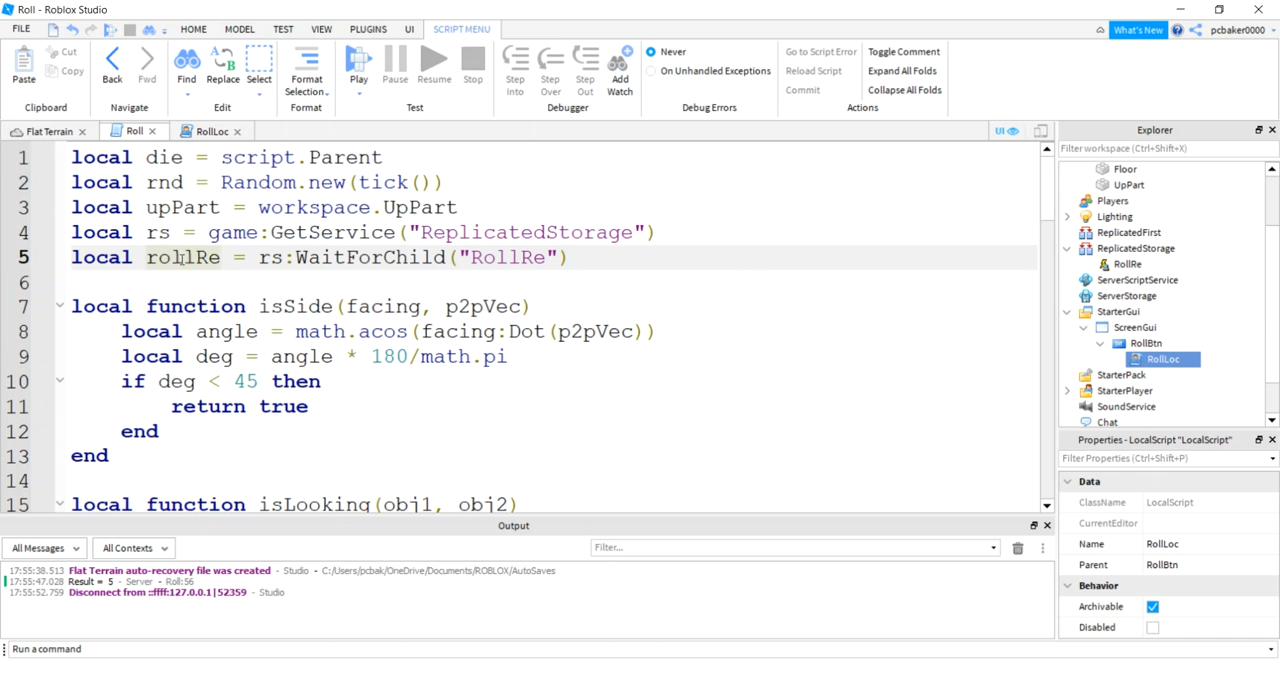 Roll - Roblox Studio
FILE HOME MODEL TEST VIEW PLUGINS UI SCRIPT MENU What's New pcbaker0000
Paste Cut Copy Back Fwd Find Replace Select Format Selection Play Pause Resume Stop Step Into Step Over Step Out Add Watch
Never Go to Script Error Toggle Comment
On Unhandled Exceptions Reload Script Expand All Folds
Commit Collapse All Folds
Clipboard Navigate Edit Format Test Debugger Debug Errors Actions
Flat Terrain Roll RollLoc UI
1 local die = script.Parent
2 local rnd = Random.new(tick())
3 local upPart = workspace.UpPart
4 local rs = game:GetService("ReplicatedStorage")
5 local rollRe = rs:WaitForChild("RollRe")
6
7 local function isSide(facing, p2pVec)
8 local angle = math.acos(facing:Dot(p2pVec))
9 local deg = angle * 180/math.pi
10 if deg < 45 then
11 return true
12 end
13 end
14
15 local function isLooking(obj1, obj2)
Explorer
Filter workspace (Ctrl+Shift+X)
Floor
UpPart
Players
Lighting
ReplicatedFirst
ReplicatedStorage
RollRe
ServerScriptService
ServerStorage
StarterGui
ScreenGui
RollBtn
RollLoc
StarterPack
StarterPlayer
SoundService
Chat
Properties - LocalScript "LocalScript"
Filter Properties (Ctrl+Shift+P)
Data
ClassName LocalScript
CurrentEditor
Name RollLoc
Parent RollBtn
Behavior
Archivable
Disabled
Output
All Messages All Contexts Filter...
17:55:38.513 Flat Terrain auto-recovery file was created - Studio - C:/Users/pcbak/OneDrive/Documents/ROBLOX/AutoSaves
17:55:47.028 Result = 5 - Server - Roll:56
17:55:52.759 Disconnect from ::ffff:127.0.0.1|52359 - Studio
Run a command